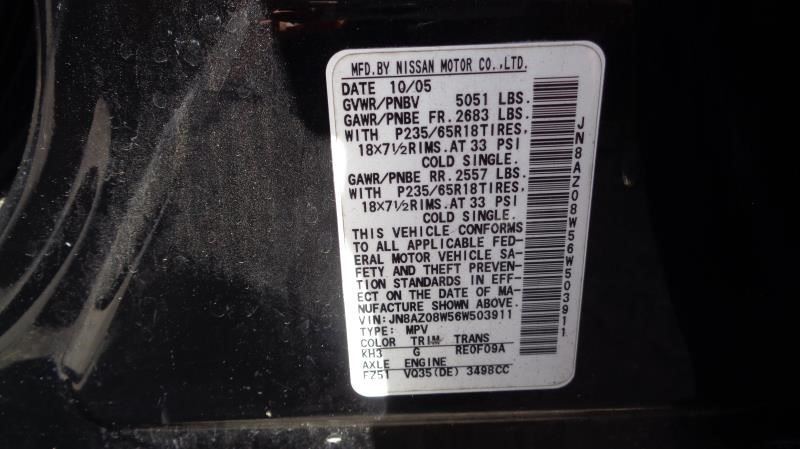 MFD.BY NISSAN MOTOR CO.,LTD.
DATE 10/05
GVWR/PNBV 5051 LBS.
GAWR/PNBE FR. 2683 LBS.
WITH P235/65R18TIRES,
18×7½RIMS.AT 33 PSI
COLD SINGLE.
GAWR/PNBE RR. 2557 LBS.
WITH P235/65R18TIRES,
18×7½RIMS.AT 33 PSI
COLD SINGLE.
THIS VEHICLE CONFORMS
TO ALL APPLICABLE FED-
ERAL MOTOR VEHICLE SA-
FETY AND THEFT PREVEN-
TION STANDARDS IN EFF-
ECT ON THE DATE OF MA-
NUFACTURE SHOWN ABOVE.
VIN:JN8AZ08W56W503911
TYPE: MPV
COLOR TRIM TRANS
KH3 G RE0F09A
AXLE ENGINE
FZ51 VQ35(DE) 3498CC
JN8AZ08W56W503911